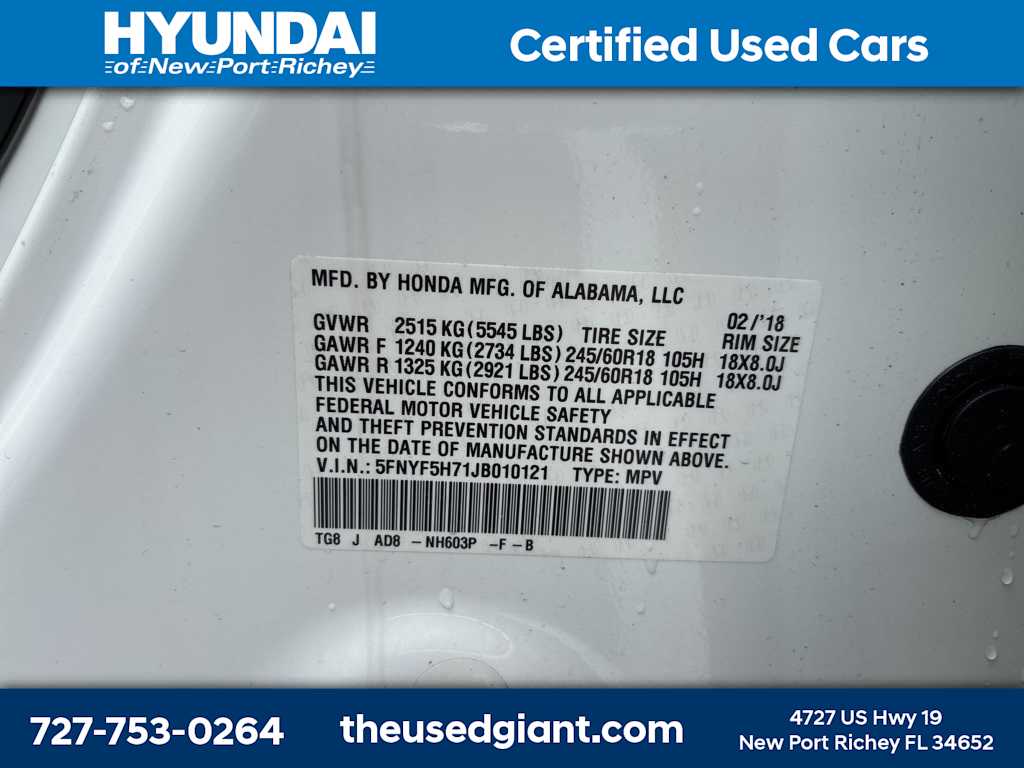 HYUNDAI
of New Port Richey
Certified Used Cars
MFD. BY HONDA MFG. OF ALABAMA, LLC
02/'18
GVWR 2515 KG(5545 LBS) TIRE SIZE RIM SIZE
GAWR F 1240 KG(2734 LBS) 245/60R18 105H 18X8.0J
GAWR R 1325 KG(2921 LBS) 245/60R18 105H 18X8.0J
THIS VEHICLE CONFORMS TO ALL APPLICABLE
FEDERAL MOTOR VEHICLE SAFETY
AND THEFT PREVENTION STANDARDS IN EFFECT
ON THE DATE OF MANUFACTURE SHOWN ABOVE.
V.I.N.: 5FNYF5H71JB010121 TYPE: MPV
TG8 J AD8 -NH603P -F-B
727-753-0264
theusedgiant.com
4727 US Hwy 19
New Port Richey FL 34652